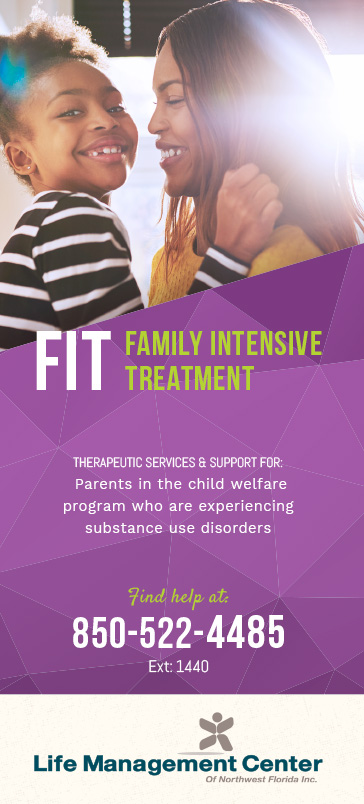 FIT FAMILY INTENSIVE
TREATMENT
THERAPEUTIC SERVICES & SUPPORT FOR:
Parents in the child welfare
program who are experiencing
substance use disorders
Find help at:
850-522-4485
Ext: 1440
Life Management Center
Of Northwest Florida Inc.